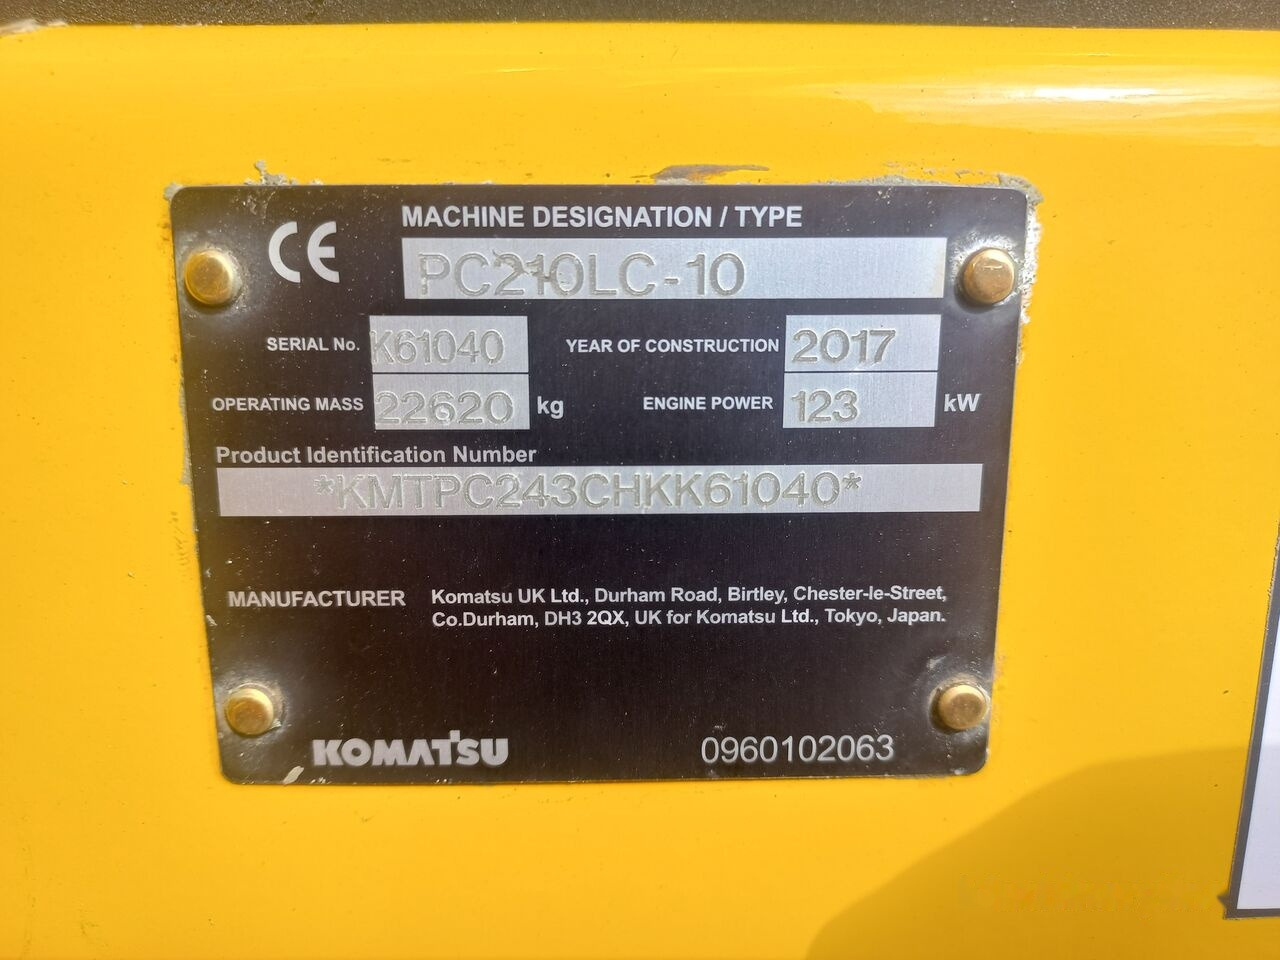 CE
MACHINE DESIGNATION / TYPE
PC210LC-10
SERIAL No. K61040 YEAR OF CONSTRUCTION 2017
OPERATING MASS 22620 kg ENGINE POWER 123 kW
Product Identification Number
*KMTPC243CHKK61040*
MANUFACTURER Komatsu UK Ltd., Durham Road, Birtley, Chester-le-Street,
Co.Durham, DH3 2QX, UK for Komatsu Ltd., Tokyo, Japan.
KOMATSU 0960102063